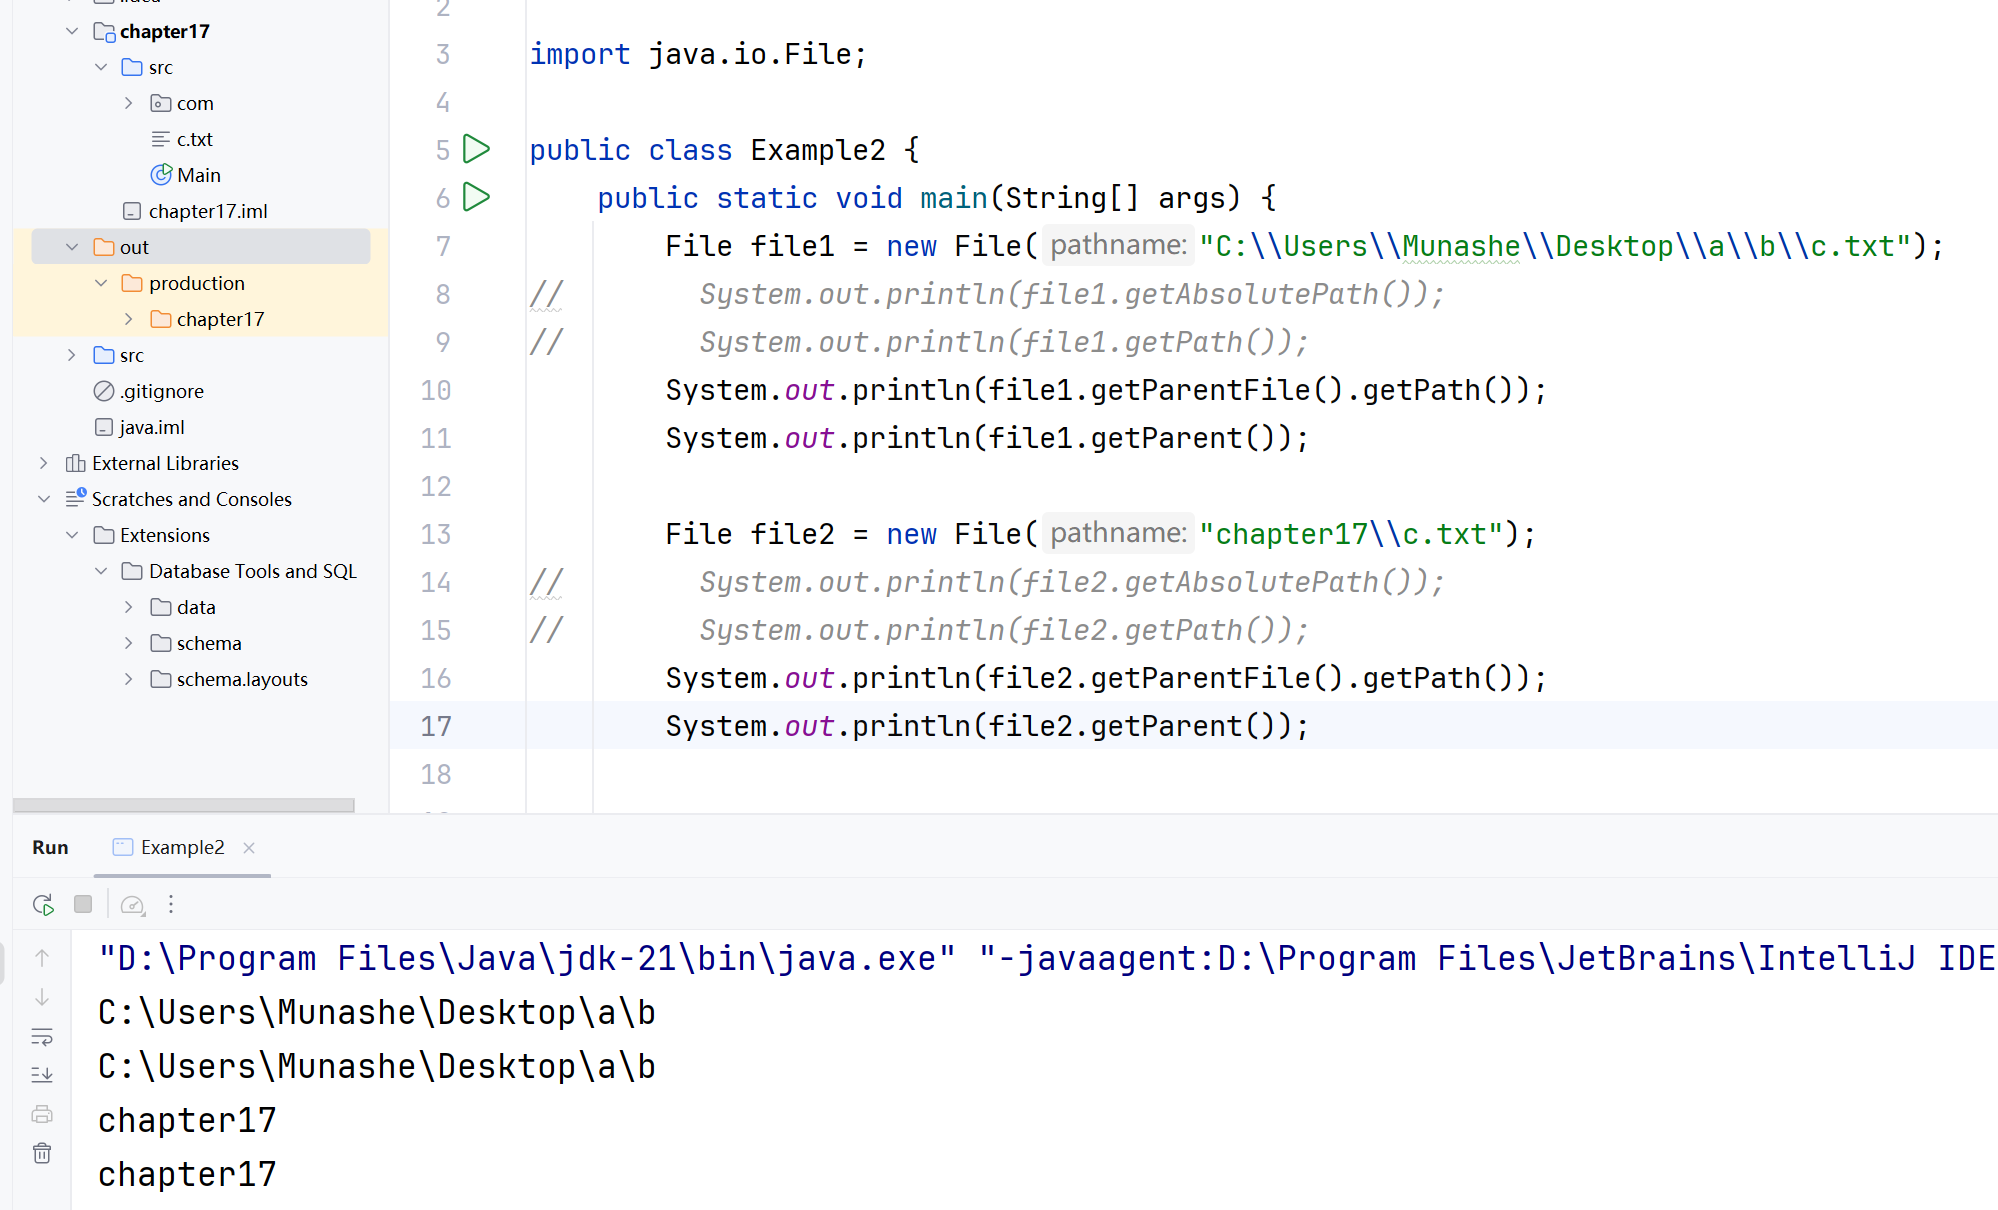 chapter17
src
com
c.txt
Main
chapter17.iml
out
production
chapter17
src
.gitignore
java.iml
External Libraries
Scratches and Consoles
Extensions
Database Tools and SQL
data
schema
schema.layouts
2
3 import java.io.File;
4
5 public class Example2 {
6 public static void main(String[] args) {
7 File file1 = new File( pathname: "C:\\Users\\Munashe\\Desktop\\a\\b\\c.txt");
8 // System.out.println(file1.getAbsolutePath());
9 // System.out.println(file1.getPath());
10 System.out.println(file1.getParentFile().getPath());
11 System.out.println(file1.getParent());
12
13 File file2 = new File( pathname: "chapter17\\c.txt");
14 // System.out.println(file2.getAbsolutePath());
15 // System.out.println(file2.getPath());
16 System.out.println(file2.getParentFile().getPath());
17 System.out.println(file2.getParent());
18
Run Example2
"D:\Program Files\Java\jdk-21\bin\java.exe" "-javaagent:D:\Program Files\JetBrains\IntelliJ IDE
C:\Users\Munashe\Desktop\a\b
C:\Users\Munashe\Desktop\a\b
chapter17
chapter17